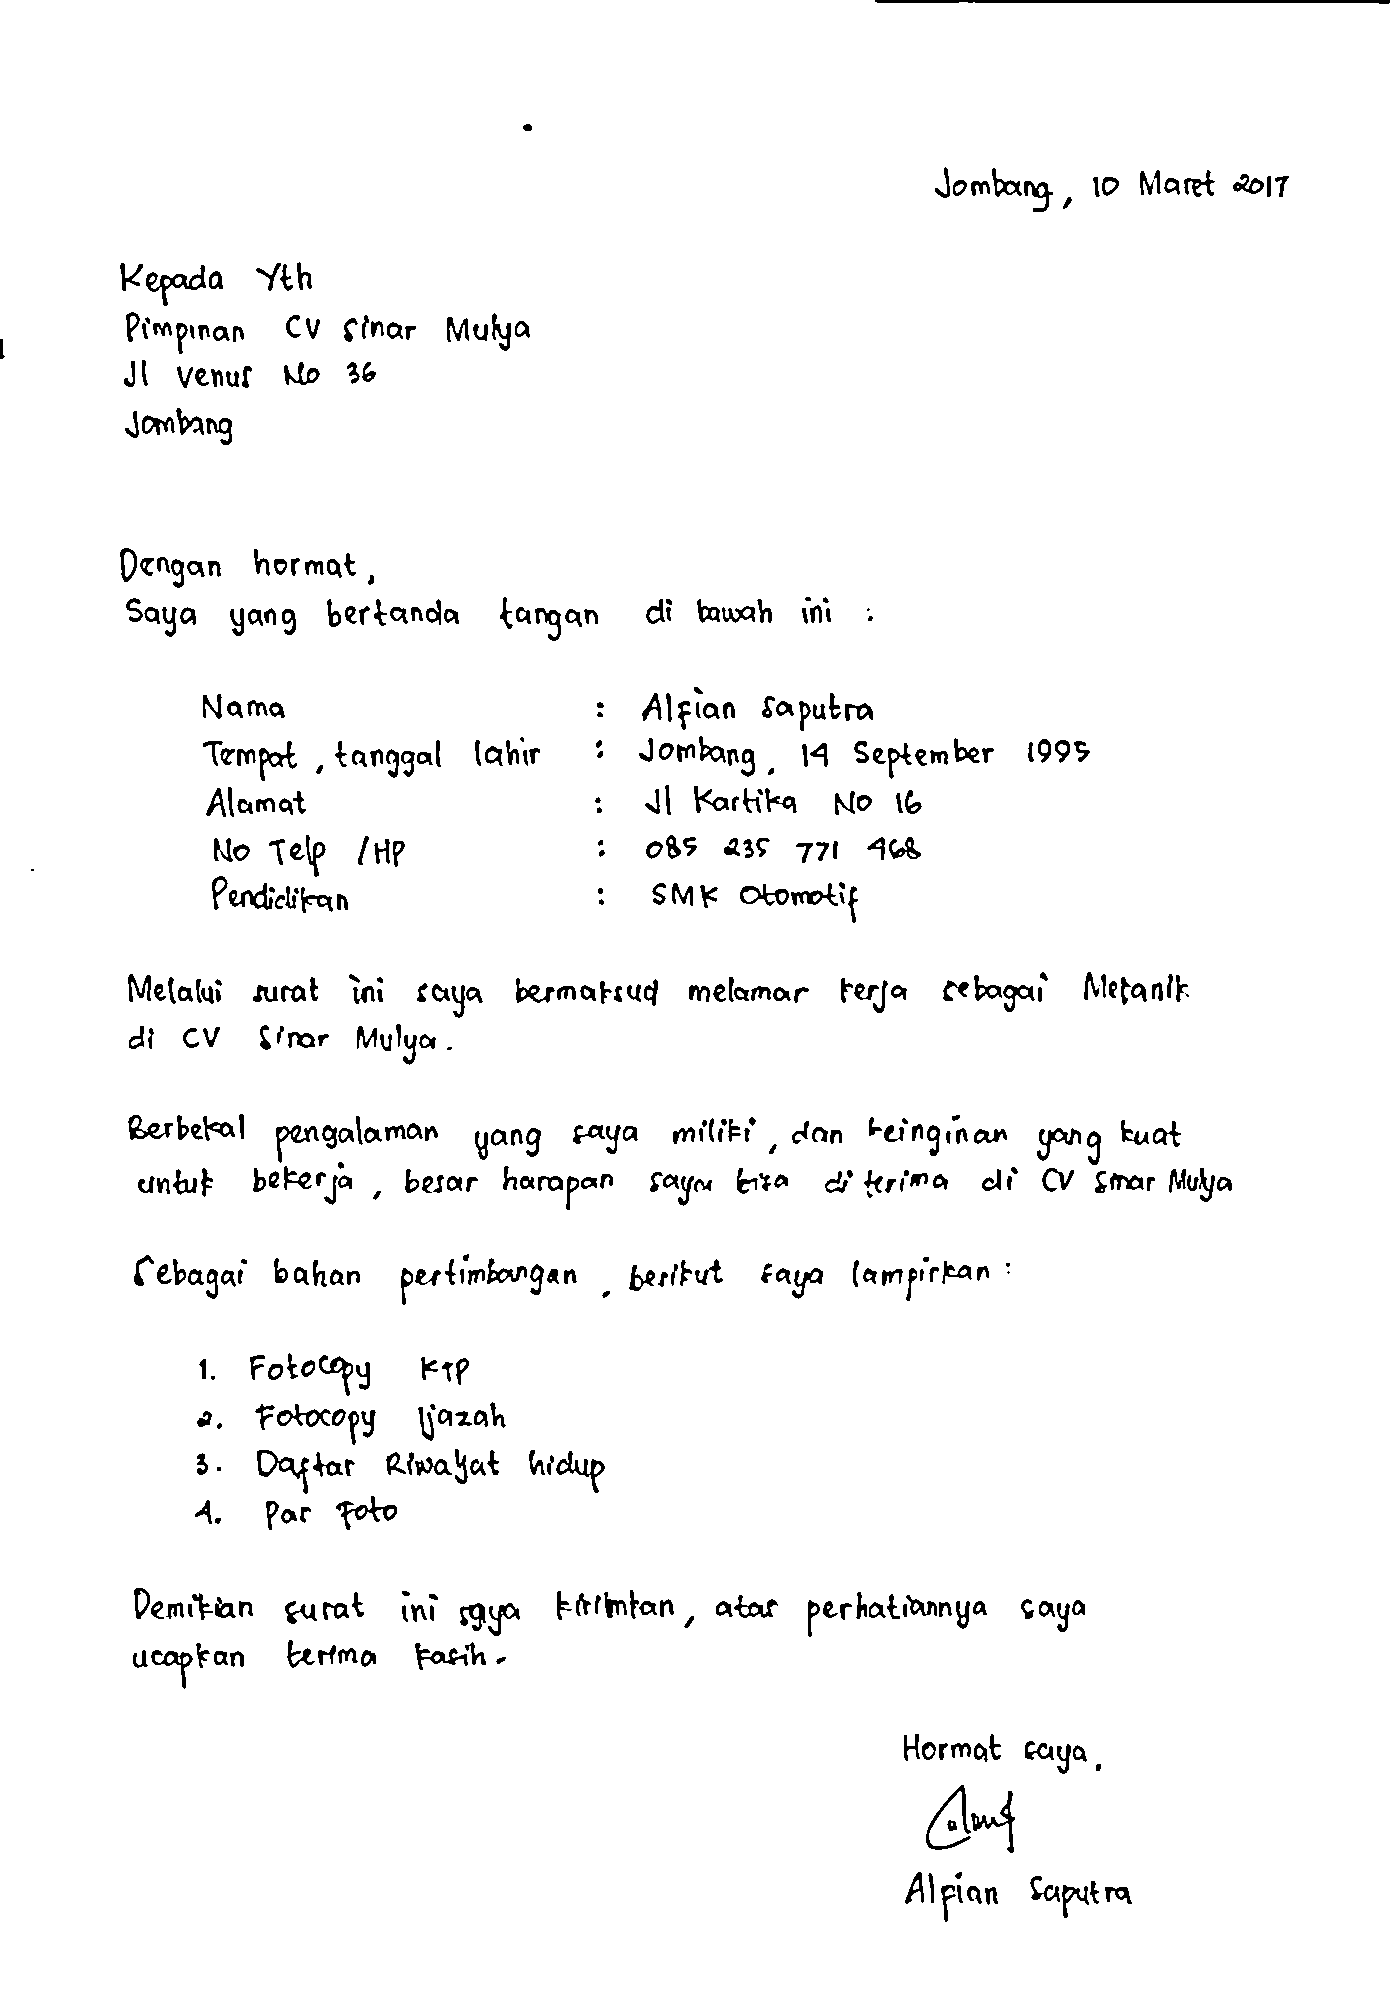 Jombang, 10 Maret 2017
Kepada Yth
Pimpinan CV Sinar Mulya
Jl Venus No 36
Jombang
Dengan hormat,
Saya yang bertanda tangan di bawah ini :
Nama : Alfian Saputra
Tempat, tanggal lahir : Jombang, 14 September 1995
Alamat : Jl Kartika No 16
No Telp / HP : 085 235 771 468
Pendidikan : SMK Otomotif
Melalui surat ini saya bermaksud melamar kerja sebagai Mekanik
di CV Sinar Mulya.
Berbekal pengalaman yang saya miliki, dan keinginan yang kuat
untuk bekerja, besar harapan saya bisa di terima di CV Sinar Mulya
Sebagai bahan pertimbangan, berikut saya lampirkan :
1. Fotocopy KTP
2. Fotocopy Ijazah
3. Daftar Riwayat hidup
4. Par Foto
Demikian surat ini saya kirimkan, atas perhatiannya saya
ucapkan terima kasih.
Hormat saya,
Alfian Saputra